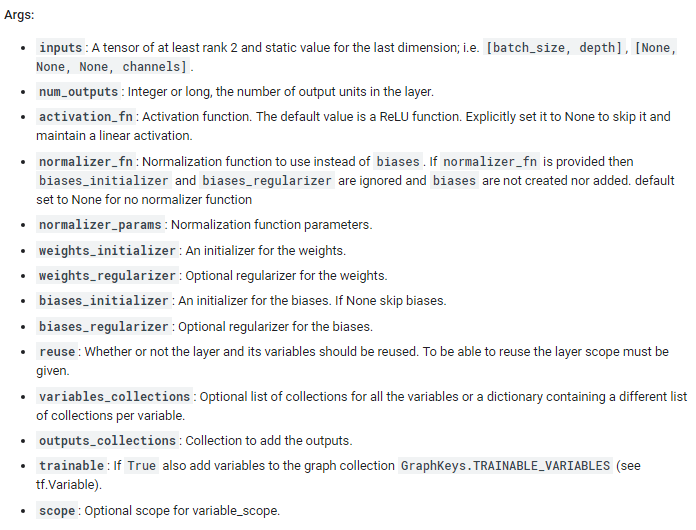 Args:
inputs : A tensor of at least rank 2 and static value for the last dimension; i.e. [batch_size, depth] , [None,
None, None, channels] .
num_outputs : Integer or long, the number of output units in the layer.
activation_fn : Activation function. The default value is a ReLU function. Explicitly set it to None to skip it and
maintain a linear activation.
normalizer_fn : Normalization function to use instead of biases . If normalizer_fn is provided then
biases_initializer and biases_regularizer are ignored and biases are not created nor added. default
set to None for no normalizer function
normalizer_params : Normalization function parameters.
weights_initializer : An initializer for the weights.
weights_regularizer : Optional regularizer for the weights.
biases_initializer : An initializer for the biases. If None skip biases.
biases_regularizer : Optional regularizer for the biases.
reuse : Whether or not the layer and its variables should be reused. To be able to reuse the layer scope must be
given.
variables_collections : Optional list of collections for all the variables or a dictionary containing a different list
of collections per variable.
outputs_collections : Collection to add the outputs.
trainable : If True also add variables to the graph collection GraphKeys.TRAINABLE_VARIABLES (see
tf.Variable).
scope : Optional scope for variable_scope.